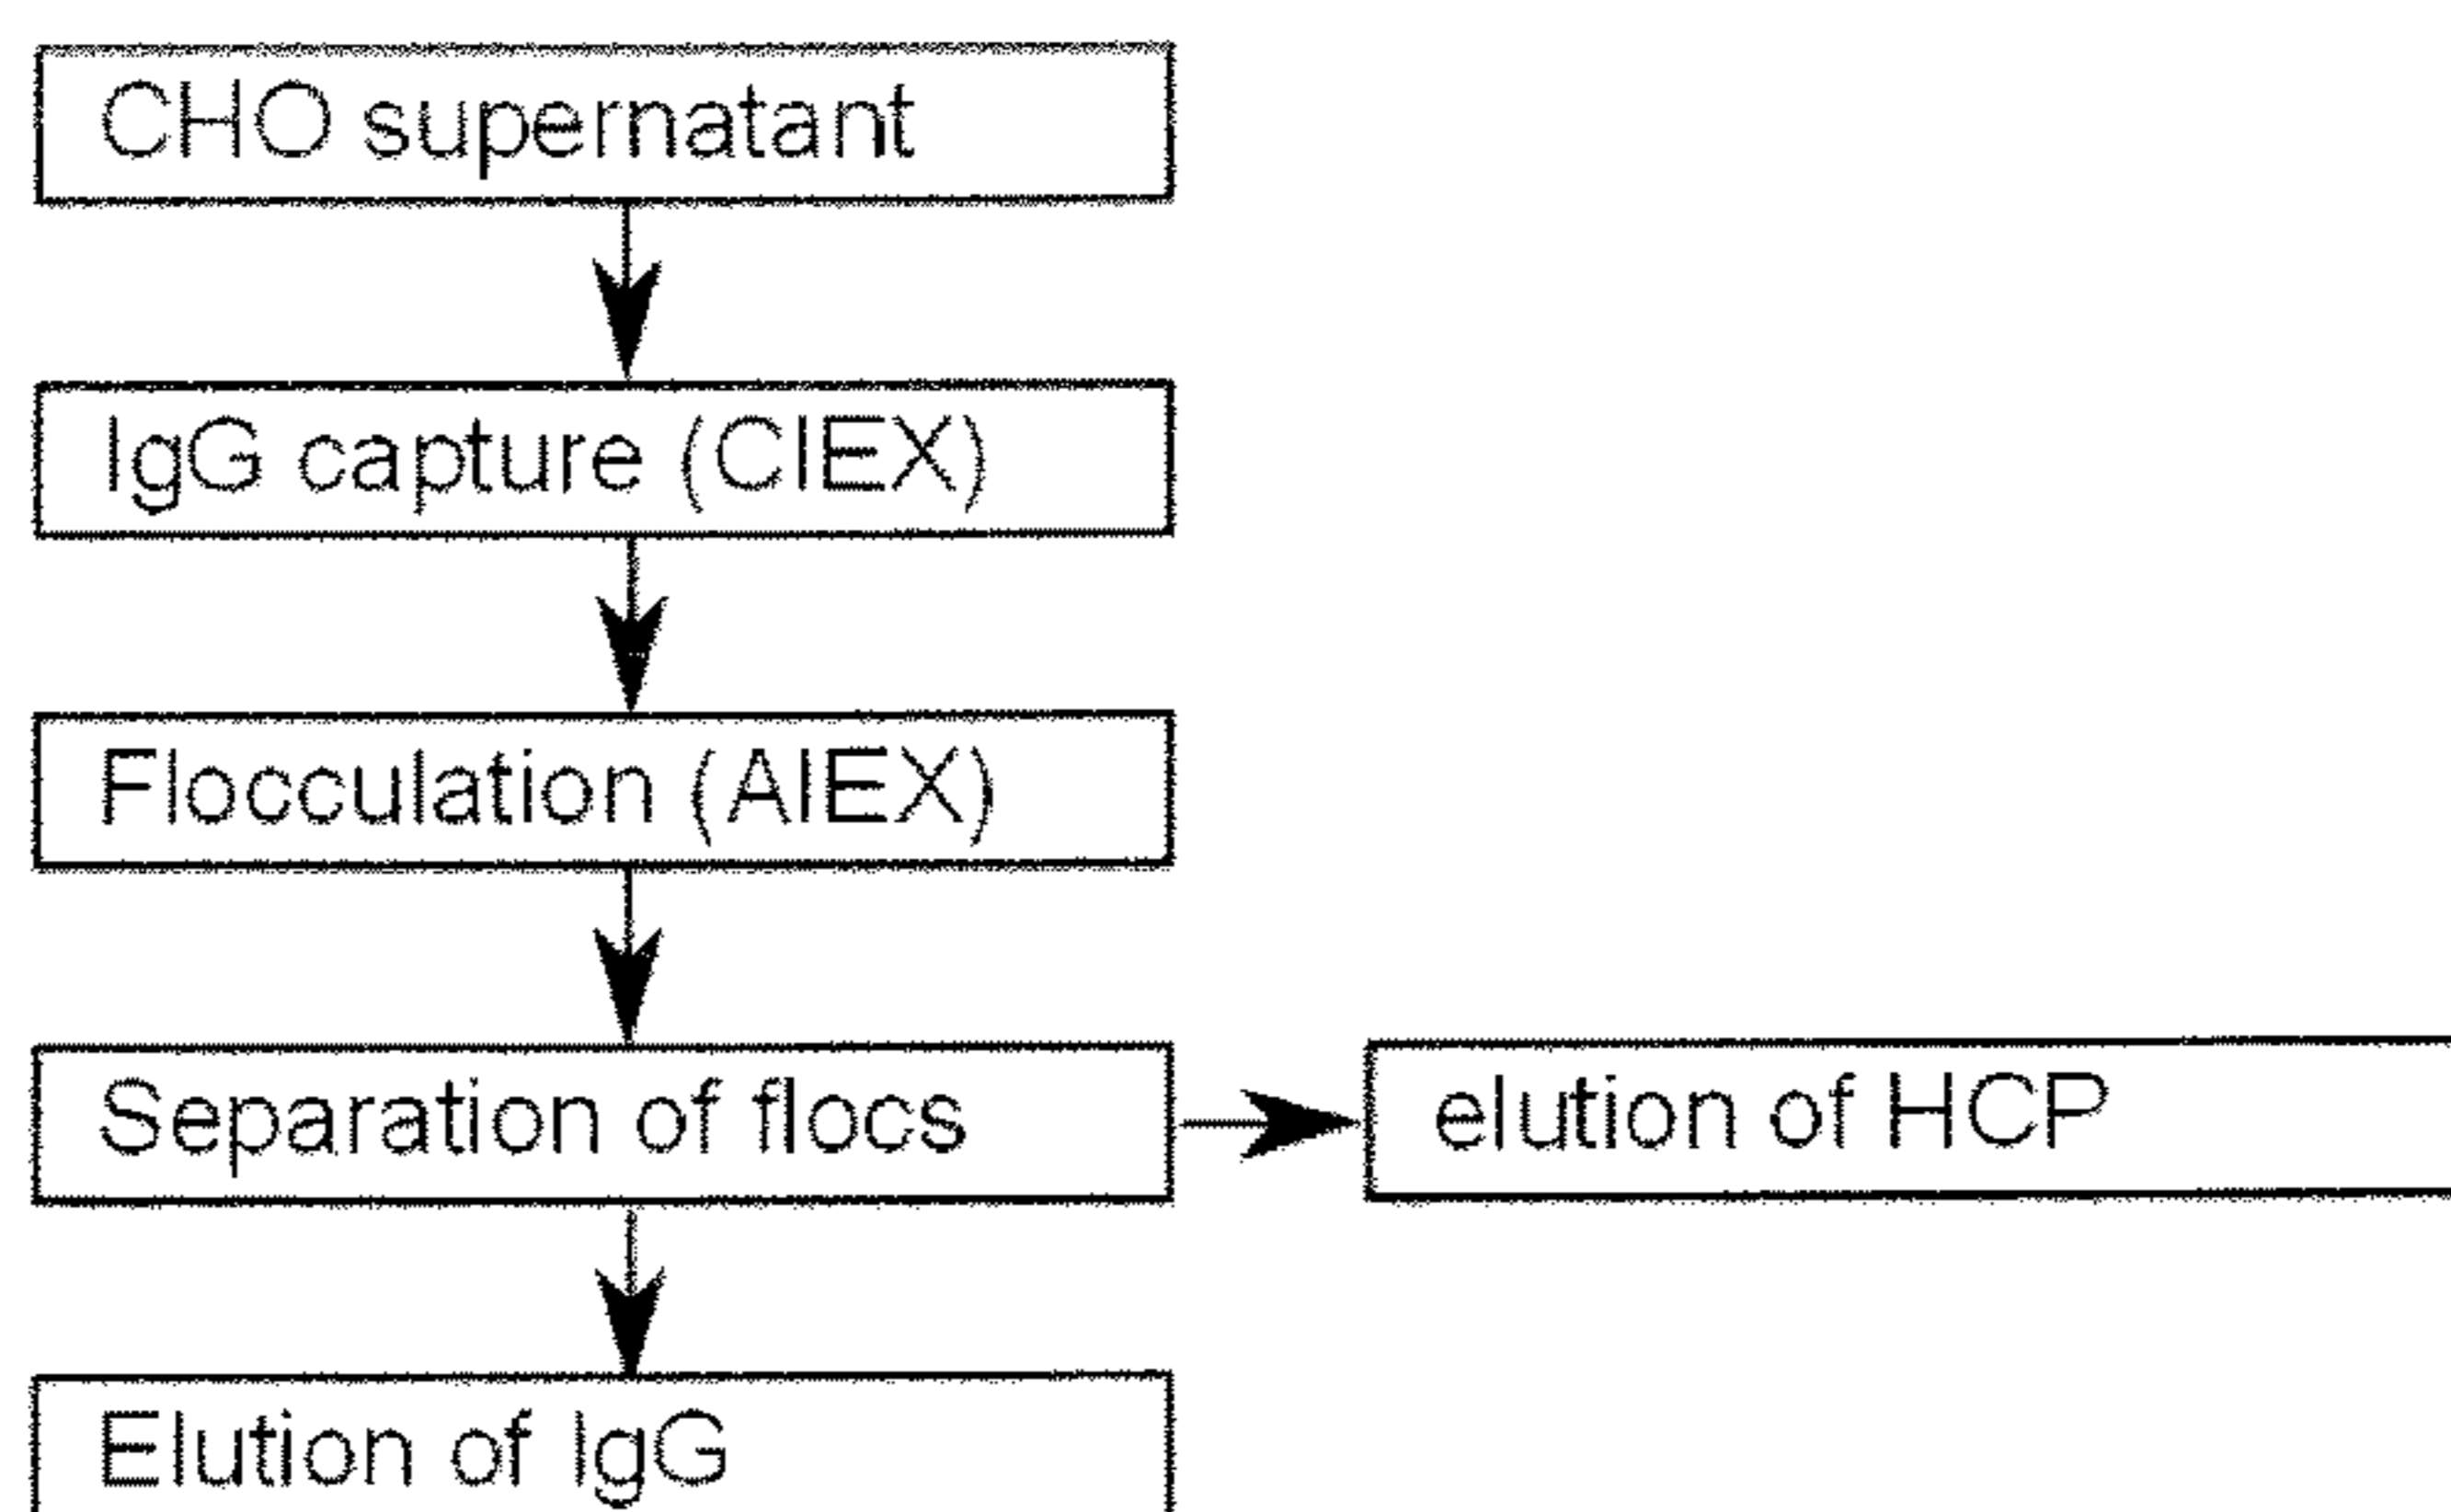 CHO supernatant
IgG capture (CIEX)
Flocculation (AIEX)
Separation of flocs
elution of HCP
Elution of IgG